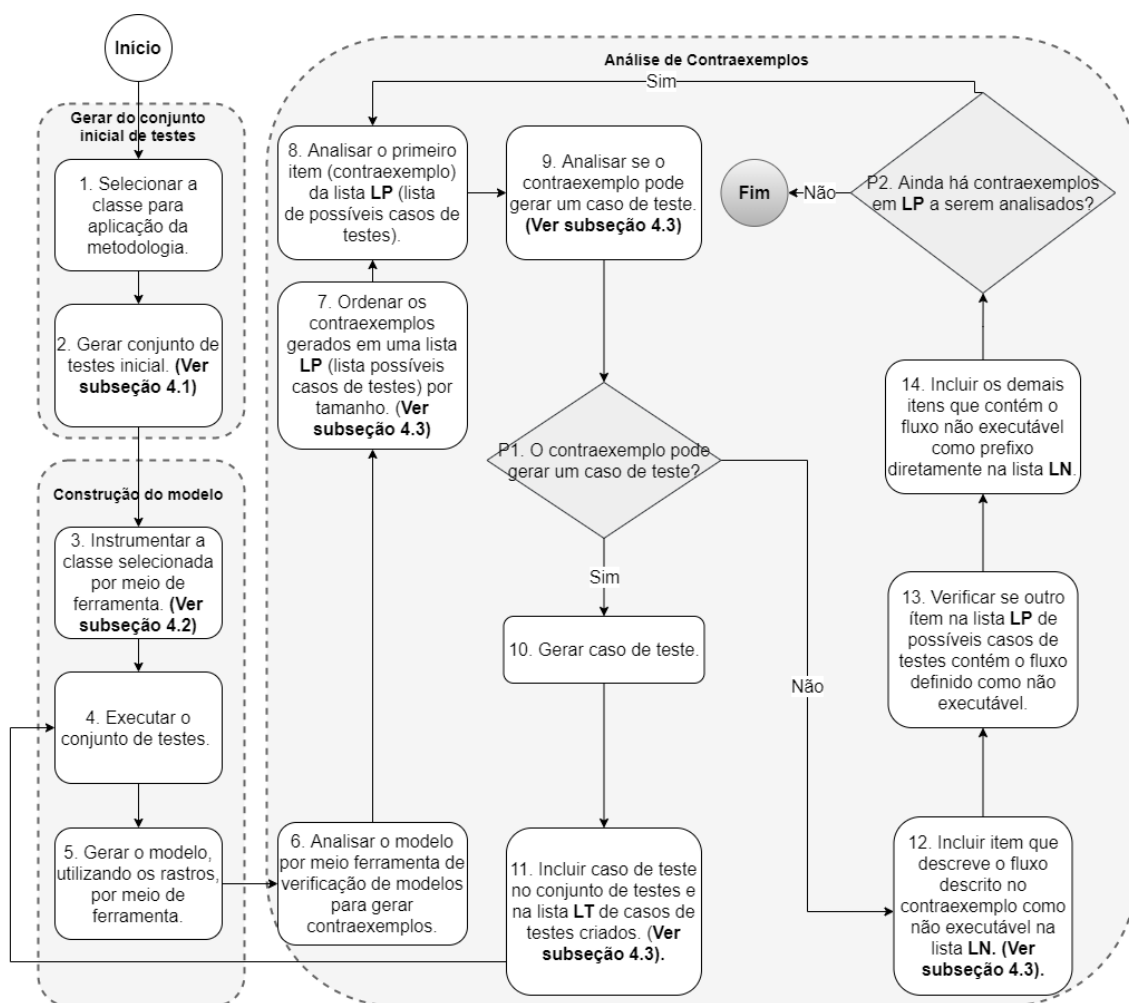 Início
Gerar do conjunto
inicial de testes
1. Selecionar a
classe para
aplicação da
metodologia.
2. Gerar conjunto de
testes inicial. (Ver
subseção 4.1)
Construção do modelo
3. Instrumentar a
classe selecionada
por meio de
ferramenta. (Ver
subseção 4.2)
4. Executar o
conjunto de testes.
5. Gerar o modelo,
utilizando os rastros,
por meio de
ferramenta.
Análise de Contraexemplos
Sim
8. Analisar o primeiro
item (contraexemplo)
da lista LP (lista
de possíveis casos de
testes).
9. Analisar se o
contraexemplo pode
gerar um caso de teste.
(Ver subseção 4.3)
Fim
Não
P2. Ainda há contraexemplos
em LP a serem analisados?
7. Ordenar os
contraexemplos
gerados em uma lista
LP (lista possíveis
casos de testes) por
tamanho. (Ver
subseção 4.3)
P1. O contraexemplo pode
gerar um caso de teste?
14. Incluir os demais
itens que contém o
fluxo não executável
como prefixo
diretamente na lista LN.
Sim
10. Gerar caso de teste.
Não
13. Verificar se outro
ítem na lista LP de
possíveis casos de
testes contém o fluxo
definido como não
executável.
6. Analisar o modelo
por meio ferramenta de
verificação de modelos
para gerar
contraexemplos.
11. Incluir caso de teste
no conjunto de testes e
na lista LT de casos de
testes criados. (Ver
subseção 4.3).
12. Incluir item que
descreve o fluxo
descrito no
contraexemplo como
não executável na
lista LN. (Ver
subseção 4.3).